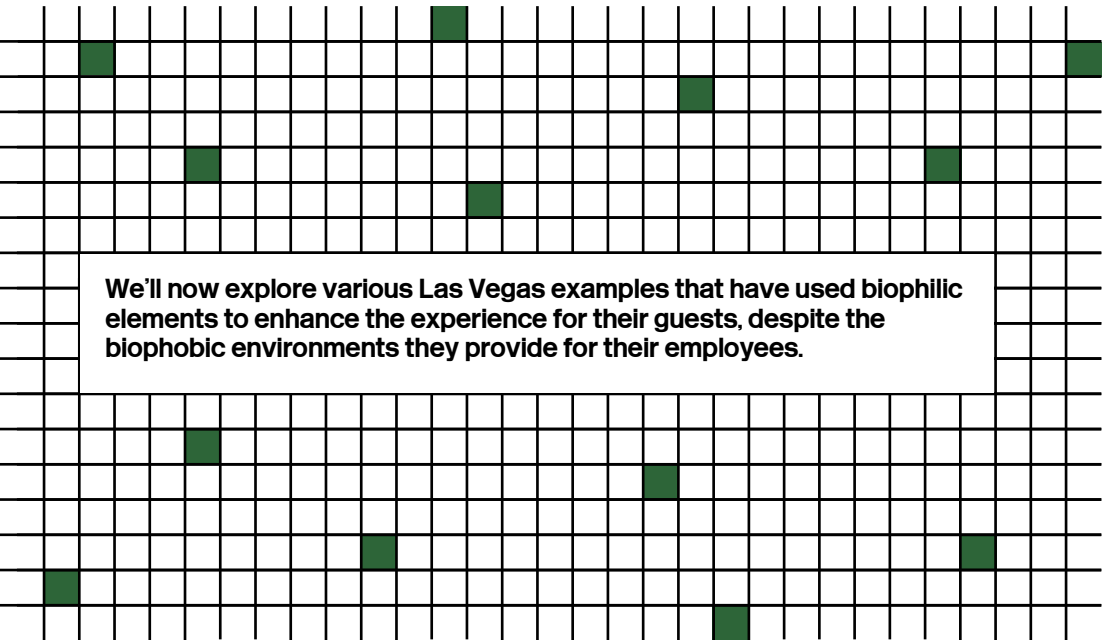 We’ll now explore various Las Vegas examples that have used biophilic
elements to enhance the experience for their guests, despite the
biophobic environments they provide for their employees.